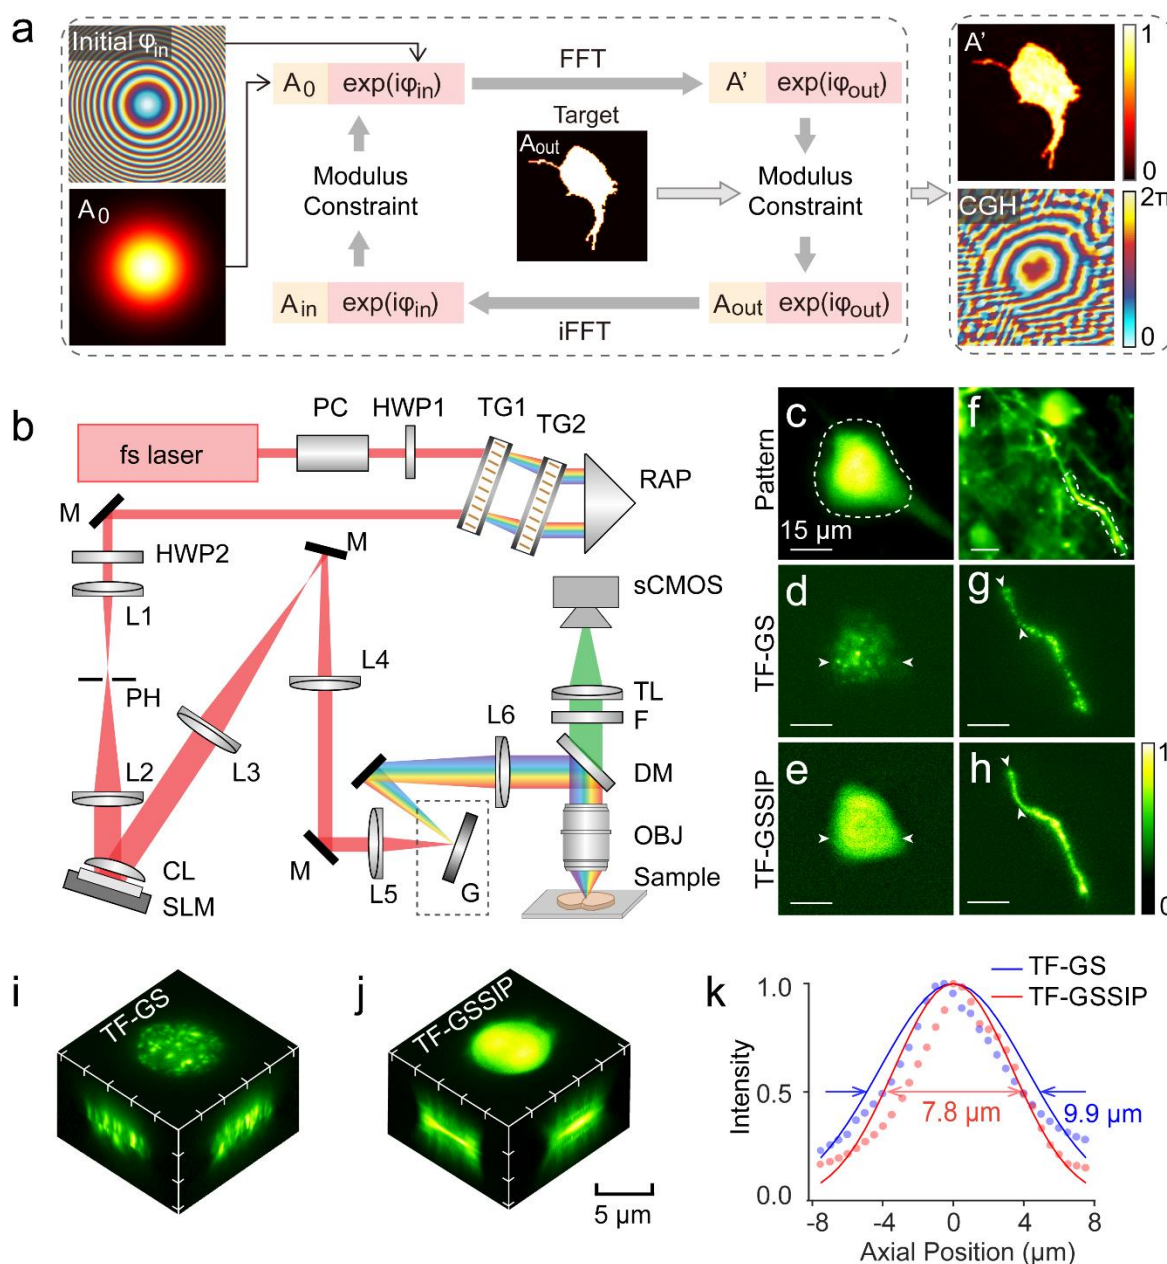 a
Initial φin
A0
A0 exp(iφin)
FFT
A' exp(iφout)
Target
Aout
Modulus
Constraint
Modulus
Constraint
Ain exp(iφin)
iFFT
Aout exp(iφout)
A'
1
0
CGH
2π
0
b
fs laser
PC
HWP1
TG1
TG2
RAP
M
HWP2
L1
PH
L2
CL
SLM
L3
M
L4
M
L5
G
L6
sCMOS
TL
F
DM
OBJ
Sample
Pattern
c
15 μm
f
TF-GS
d
g
TF-GSSIP
e
h
1
0
i
TF-GS
j
TF-GSSIP
5 μm
k
TF-GS
TF-GSSIP
Intensity
1.0
0.5
0.0
7.8 μm
9.9 μm
-8 -4 0 4 8
Axial Position (μm)